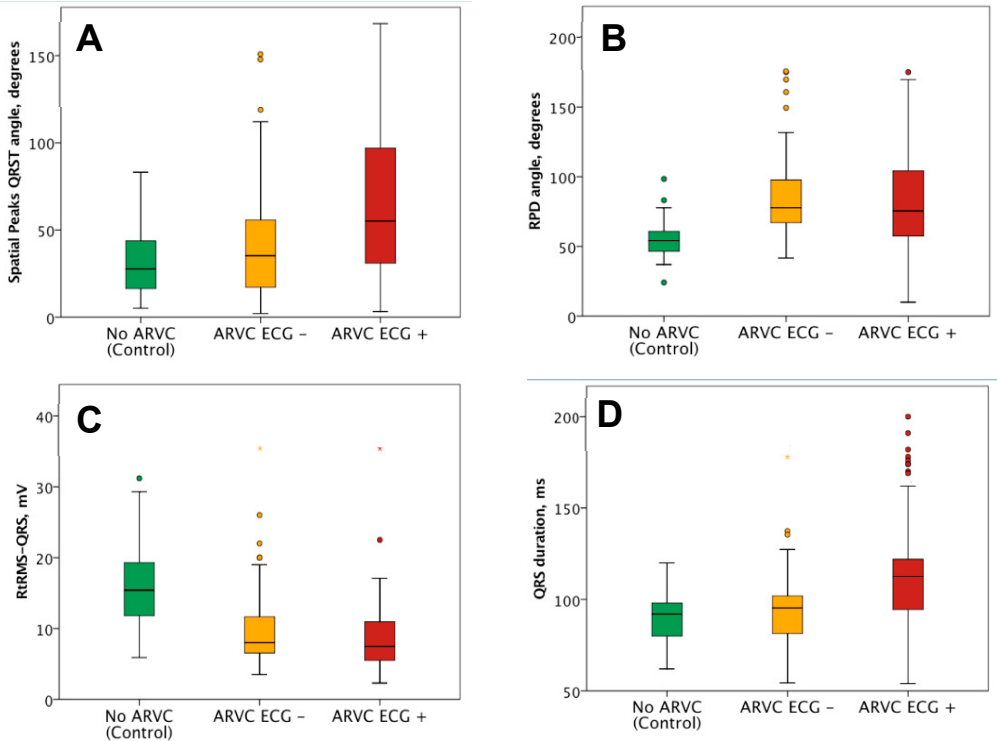 A
Spatial Peaks QRST angle, degrees
150
100
50
0
No ARVC
(Control)
ARVC ECG –
ARVC ECG +
B
RPD angle, degrees
200
150
100
50
0
No ARVC
(Control)
ARVC ECG –
ARVC ECG +
C
RtRMS–QRS, mV
40
30
20
10
0
No ARVC
(Control)
ARVC ECG –
ARVC ECG +
D
QRS duration, ms
200
150
100
50
No ARVC
(Control)
ARVC ECG –
ARVC ECG +